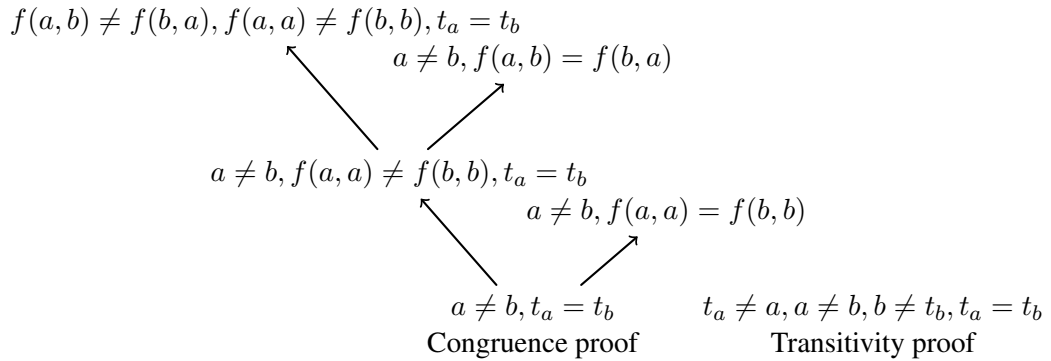 f(a, b) ≠ f(b, a), f(a, a) ≠ f(b, b), t_a = t_b
a ≠ b, f(a, b) = f(b, a)
a ≠ b, f(a, a) ≠ f(b, b), t_a = t_b
a ≠ b, f(a, a) = f(b, b)
a ≠ b, t_a = t_b
t_a ≠ a, a ≠ b, b ≠ t_b, t_a = t_b
Congruence proof
Transitivity proof